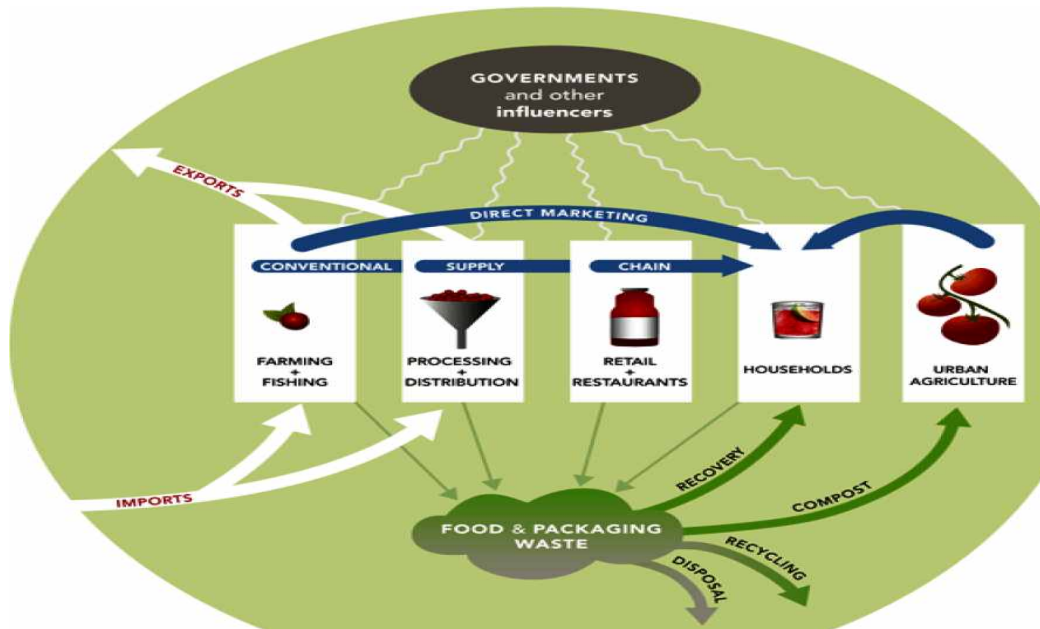 GOVERNMENTS
and other
influencers
EXPORTS
DIRECT MARKETING
CONVENTIONAL SUPPLY CHAIN
FARMING
+
FISHING
PROCESSING
+
DISTRIBUTION
RETAIL
+
RESTAURANTS
HOUSEHOLDS
URBAN
AGRICULTURE
IMPORTS
RECOVERY
COMPOST
FOOD & PACKAGING
WASTE
RECYCLING
DISPOSAL